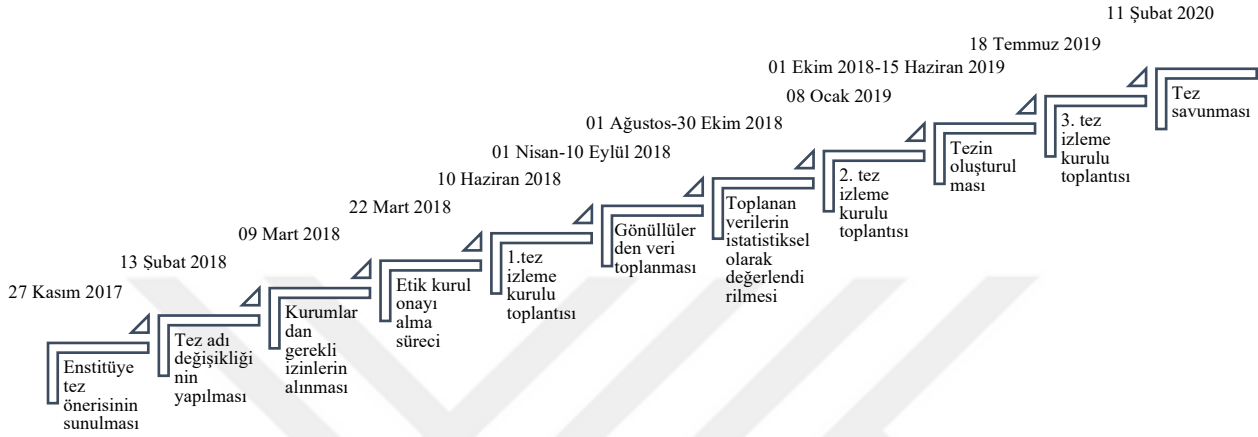 27 Kasım 2017
Enstitüye
tez
önerisinin
sunulması
13 Şubat 2018
Tez adı
değişikliği
nin
yapılması
09 Mart 2018
Kurumlar
dan
gerekli
izinlerin
alınması
22 Mart 2018
Etik kurul
onayı
alma
süreci
10 Haziran 2018
1.tez
izleme
kurulu
toplantısı
01 Nisan-10 Eylül 2018
Gönüllüler
den veri
toplanması
01 Ağustos-30 Ekim 2018
Toplanan
verilerin
istatistiksel
olarak
değerlendi
rilmesi
08 Ocak 2019
2. tez
izleme
kurulu
toplantısı
01 Ekim 2018-15 Haziran 2019
Tezin
oluşturul
ması
18 Temmuz 2019
3. tez
izleme
kurulu
toplantısı
11 Şubat 2020
Tez
savunması